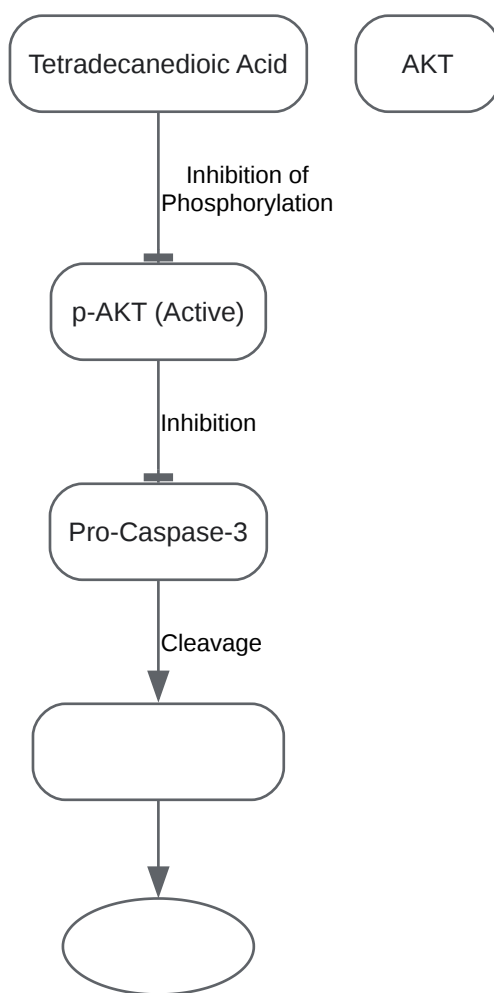 Tetradecanedioic Acid
AKT
Inhibition of
Phosphorylation
p-AKT (Active)
Inhibition
Pro-Caspase-3
Cleavage